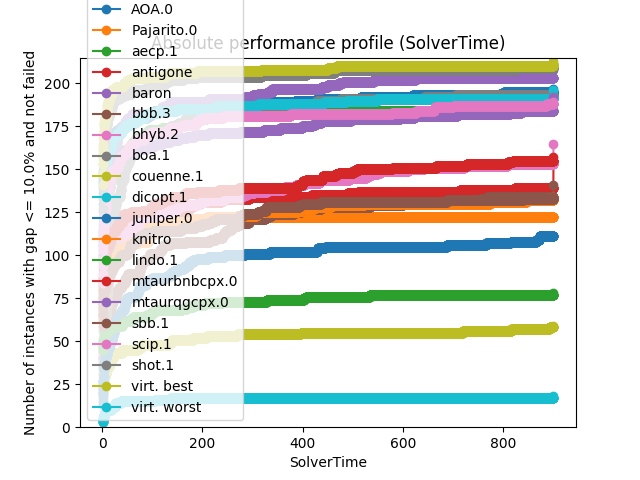 Absolute performance profile (SolverTime)
AOA.0
Pajarito.0
aecp.1
antigone
baron
bbb.3
bhyb.2
boa.1
couenne.1
dicopt.1
juniper.0
knitro
lindo.1
mtaurbnbcpx.0
mtaurqgcpx.0
sbb.1
scip.1
shot.1
virt. best
virt. worst
Number of instances with gap <= 10.0% and not failed
200
175
150
125
100
75
50
25
0
0 200 400 600 800
SolverTime